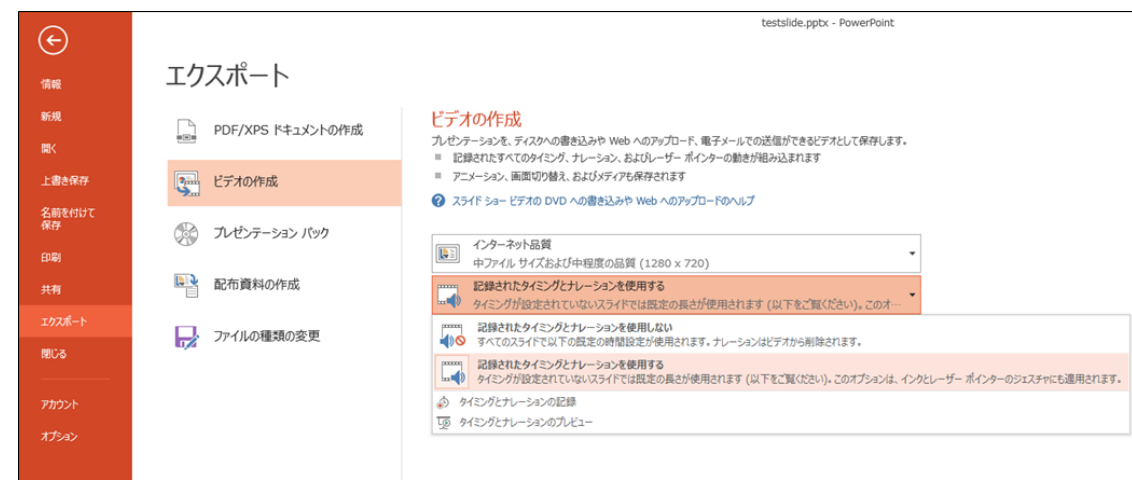 testslide.pptx - PowerPoint
情報
新規
開く
上書き保存
名前を付けて
保存
印刷
共有
エクスポート
閉じる
アカウント
オプション
エクスポート
PDF/XPS ドキュメントの作成
ビデオの作成
プレゼンテーション パック
配布資料の作成
ファイルの種類の変更
ビデオの作成
プレゼンテーションを、ディスクへの書き込みや Web へのアップロード、電子メールでの送信ができるビデオとして保存します。
記録されたすべてのタイミング、ナレーション、およびレーザー ポインターの動きが組み込まれます
アニメーション、画面切り替え、およびメディアも保存されます
スライド ショー ビデオの DVD への書き込みや Web へのアップロードのヘルプ
インターネット品質
中ファイル サイズおよび中程度の品質 (1280 x 720)
記録されたタイミングとナレーションを使用する
タイミングが設定されていないスライドでは既定の長さが使用されます (以下をご覧ください)。このオ…
記録されたタイミングとナレーションを使用しない
すべてのスライドで以下の既定の時間設定が使用されます。ナレーションはビデオから削除されます。
記録されたタイミングとナレーションを使用する
タイミングが設定されていないスライドでは既定の長さが使用されます (以下をご覧ください)。このオプションは、インクとレーザー ポインターのジェスチャにも適用されます。
タイミングとナレーションの記録
タイミングとナレーションのプレビュー